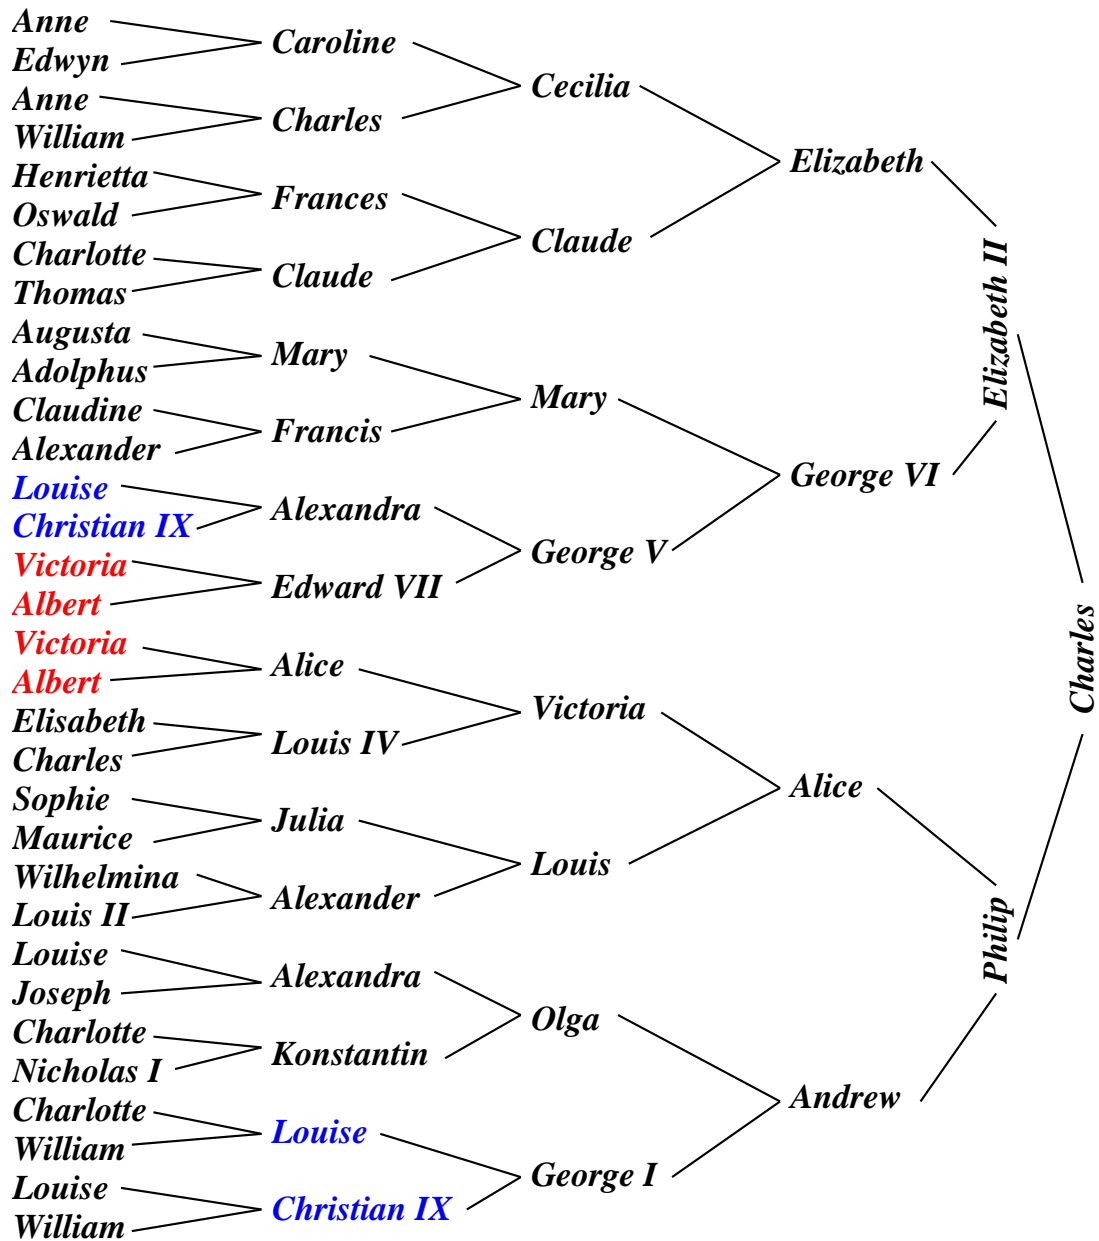 Anne
Edwyn
Anne
William
Henrietta
Oswald
Charlotte
Thomas
Augusta
Adolphus
Claudine
Alexander
Louise
Christian IX
Victoria
Albert
Victoria
Albert
Elisabeth
Charles
Sophie
Maurice
Wilhelmina
Louis II
Louise
Joseph
Charlotte
Nicholas I
Charlotte
William
Louise
William
Caroline
Charles
Frances
Claude
Mary
Francis
Alexandra
Edward VII
Alice
Louis IV
Julia
Alexander
Alexandra
Konstantin
Louise
Christian IX
Cecilia
Claude
Mary
George V
Victoria
Louis
Olga
George I
Elizabeth
George VI
Alice
Andrew
Elizabeth II
Philip
Charles